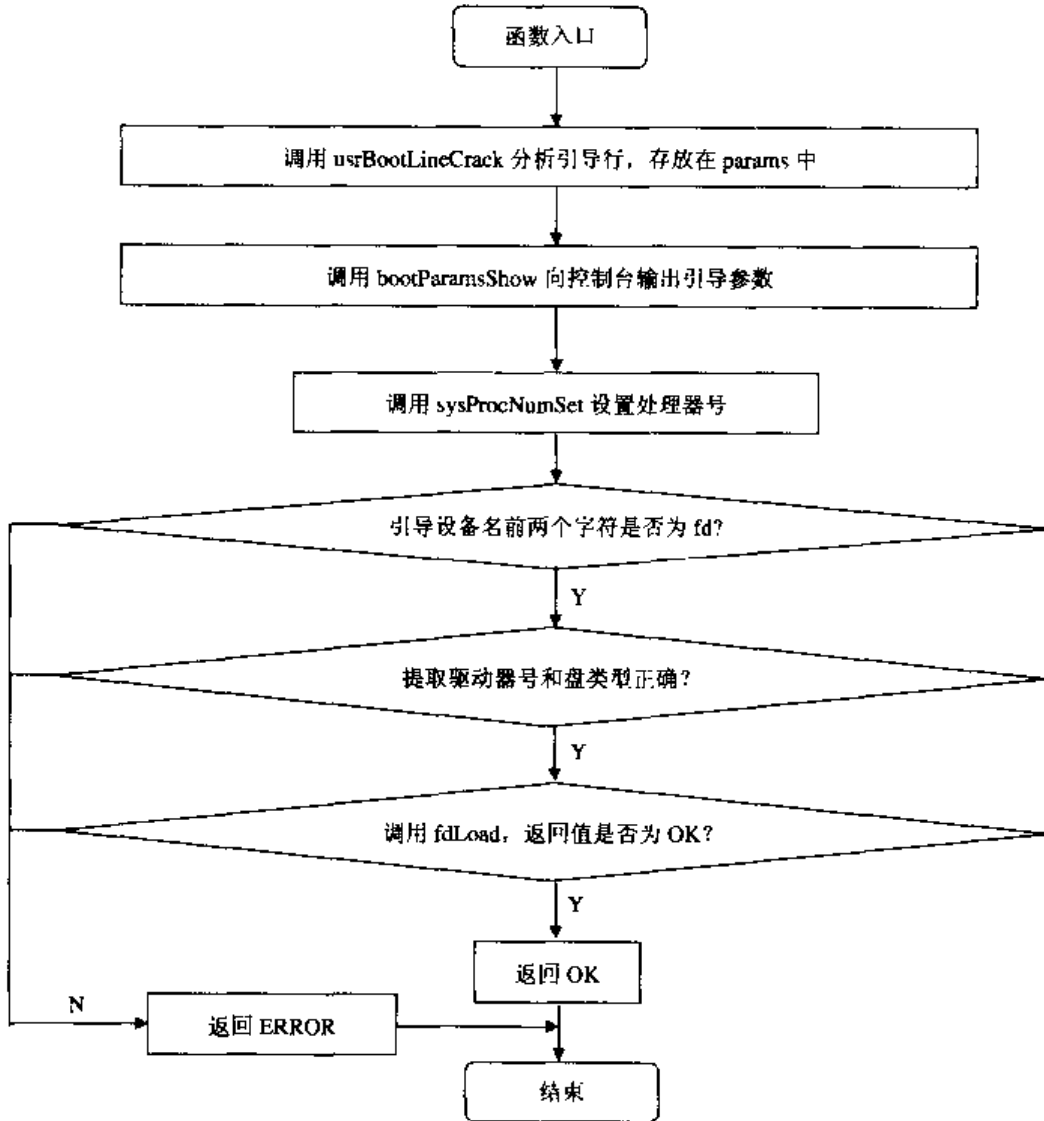 函数入口
调用 usrBootLineCrack 分析引导行，存放在 params 中
调用 bootParamsShow 向控制台输出引导参数
调用 sysProcNumSet 设置处理器号
引导设备名前两个字符是否为 fd？
Y
提取驱动器号和盘类型正确？
Y
调用 fdLoad，返回值是否为 OK？
Y
返回 OK
N
返回 ERROR
结束